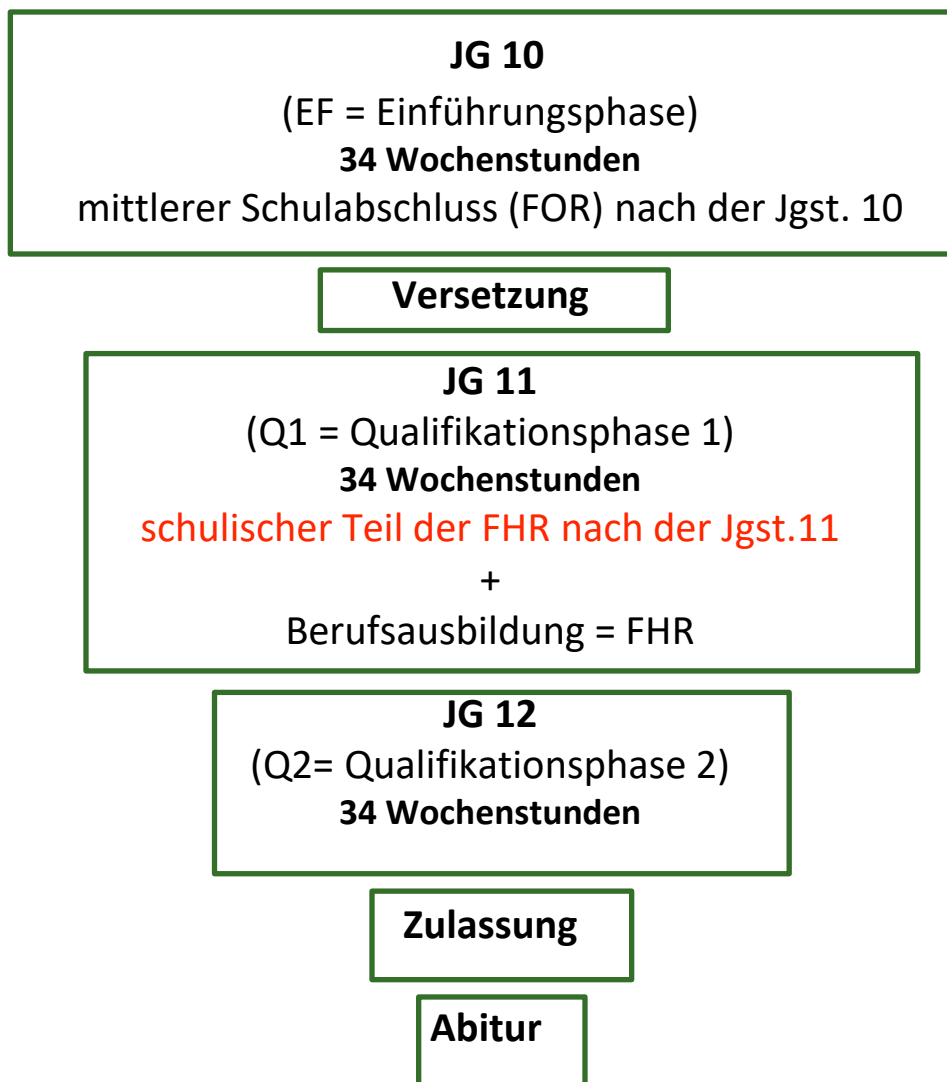 JG 10
(EF = Einführungsphase)
34 Wochenstunden
mittlerer Schulabschluss (FOR) nach der Jgst. 10
Versetzung
JG 11
(Q1 = Qualifikationsphase 1)
34 Wochenstunden
schulischer Teil der FHR nach der Jgst.11
+
Berufsausbildung = FHR
JG 12
(Q2= Qualifikationsphase 2)
34 Wochenstunden
Zulassung
Abitur